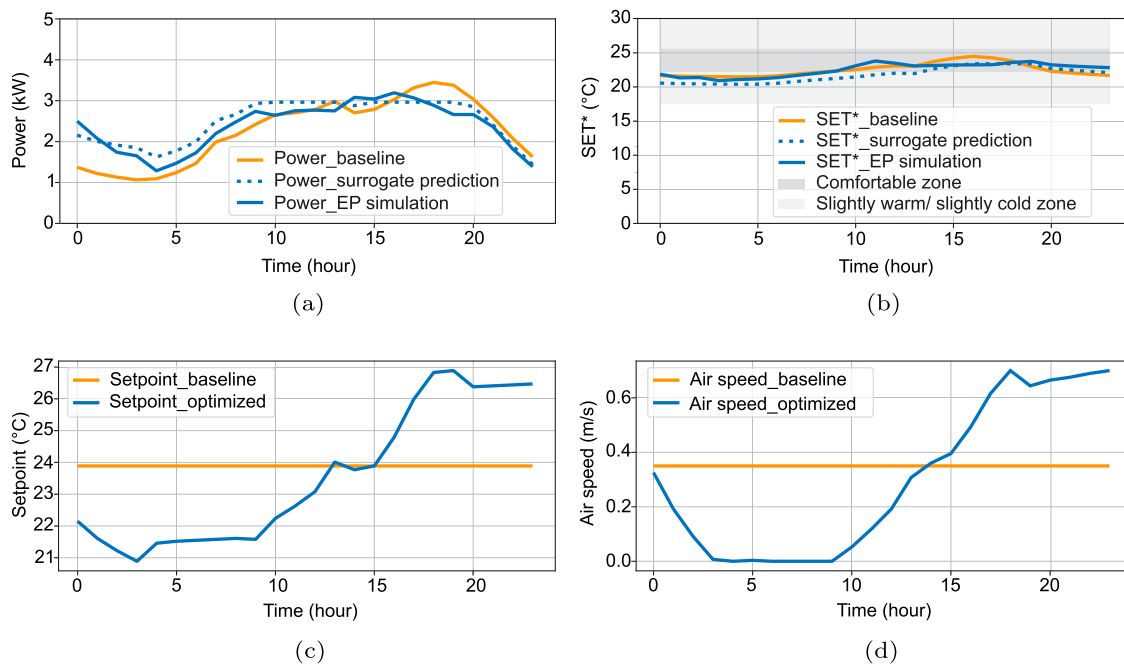 5
4
3
2
1
0
Power (kW)
Power_baseline
Power_surrogate prediction
Power_EP simulation
0 5 10 15 20
Time (hour)
(a)
30
25
20
15
10
5
0
SET* (°C)
SET*_baseline
SET*_surrogate prediction
SET*_EP simulation
Comfortable zone
Slightly warm/ slightly cold zone
0 5 10 15 20
Time (hour)
(b)
27
26
25
24
23
22
21
Setpoint (°C)
Setpoint_baseline
Setpoint_optimized
0 5 10 15 20
Time (hour)
(c)
0.6
0.4
0.2
0.0
Air speed (m/s)
Air speed_baseline
Air speed_optimized
0 5 10 15 20
Time (hour)
(d)